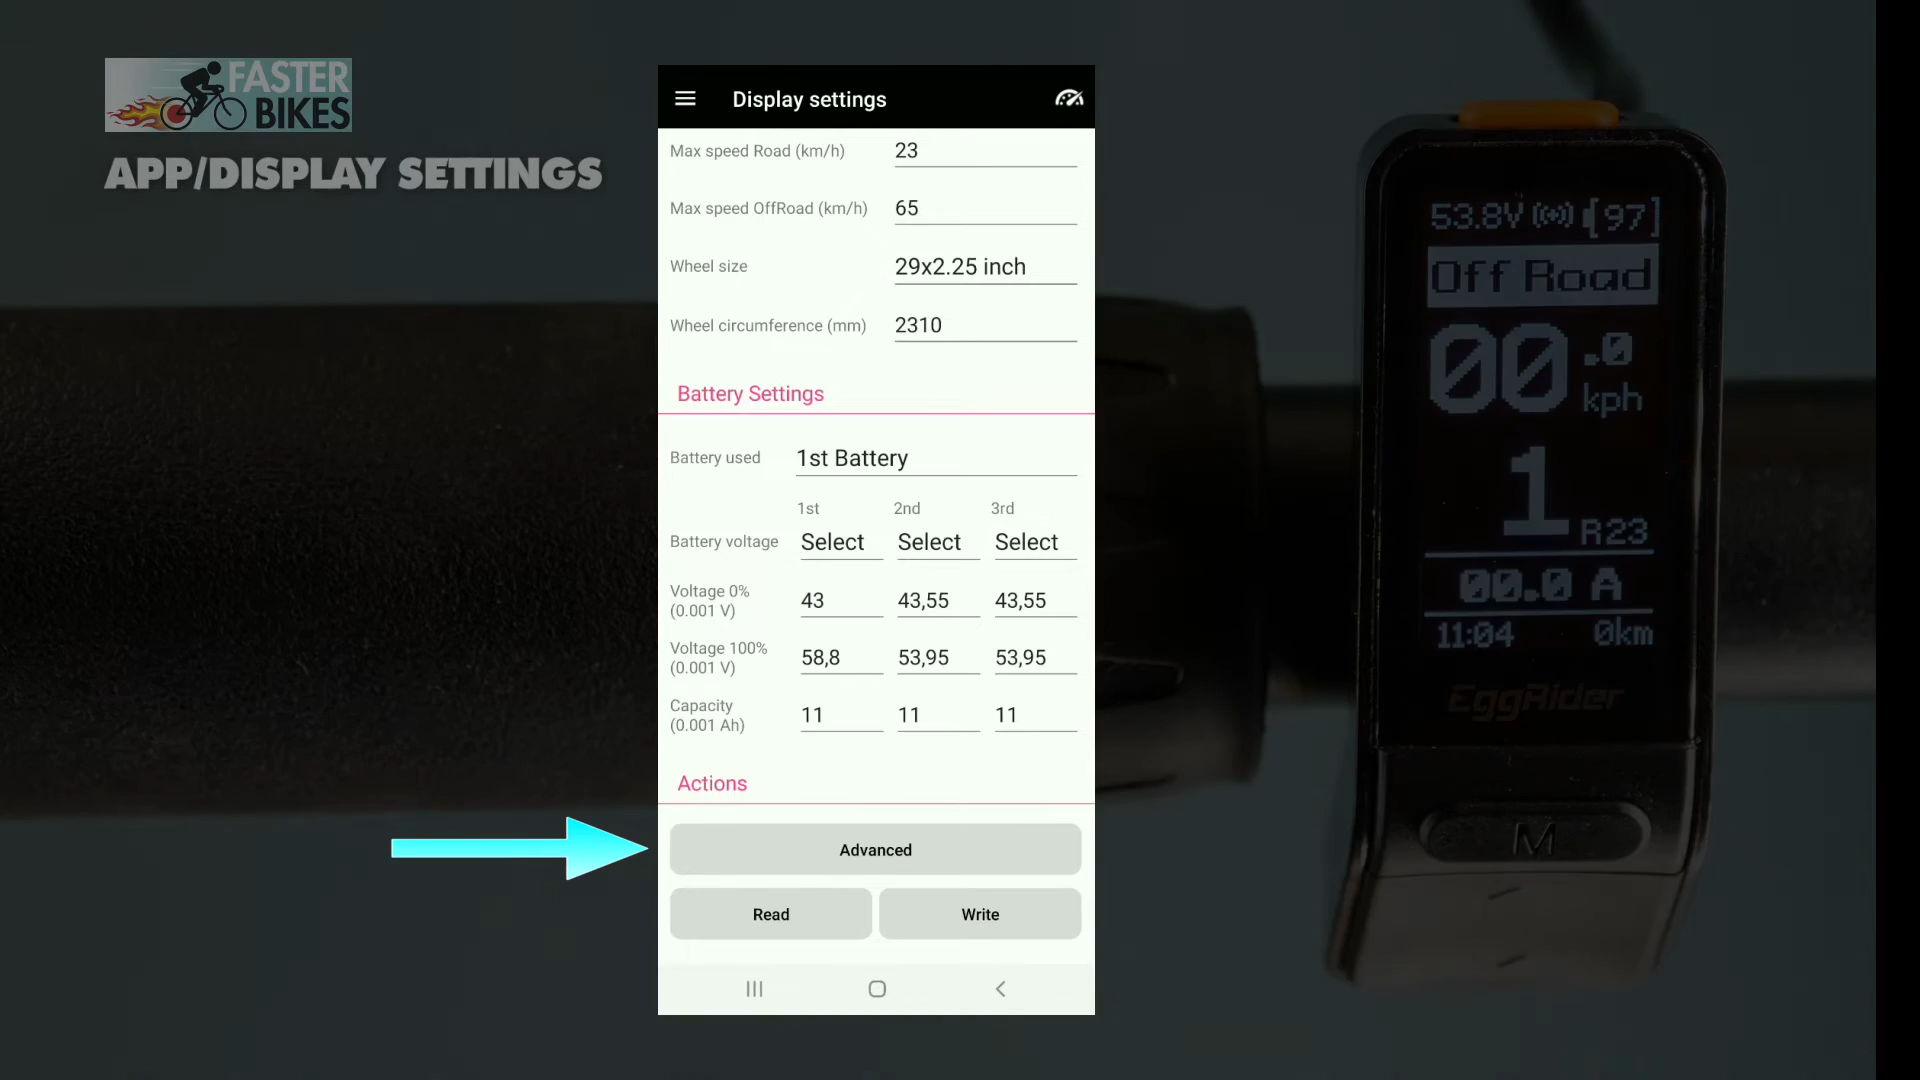 FASTER
BIKES
APP/DISPLAY SETTINGS
Display settings
Max speed Road (km/h) 23
Max speed OffRoad (km/h) 65
Wheel size 29x2.25 inch
Wheel circumference (mm) 2310
Battery Settings
Battery used 1st Battery
1st 2nd 3rd
Battery voltage Select Select Select
Voltage 0%
(0.001 V) 43 43,55 43,55
Voltage 100%
(0.001 V) 58,8 53,95 53,95
Capacity
(0.001 Ah) 11 11 11
Actions
Advanced
Read Write
53.8V 97
Off Road
00.0
kph
1 R23
00.0 A
11:04 0km
EggRider
M